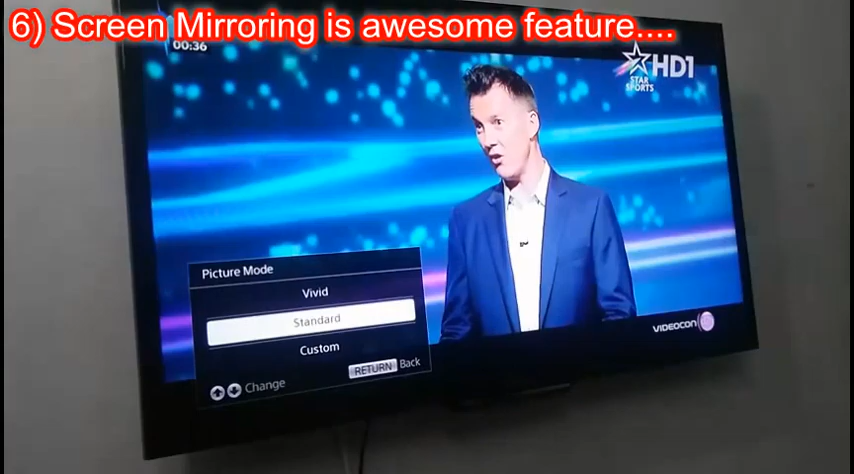 6) Screen Mirroring is awesome feature....
00:36
HD1
STAR
SPORTS
Picture Mode
Vivid
Standard
Custom
RETURN Back
Change
VIDEOCON